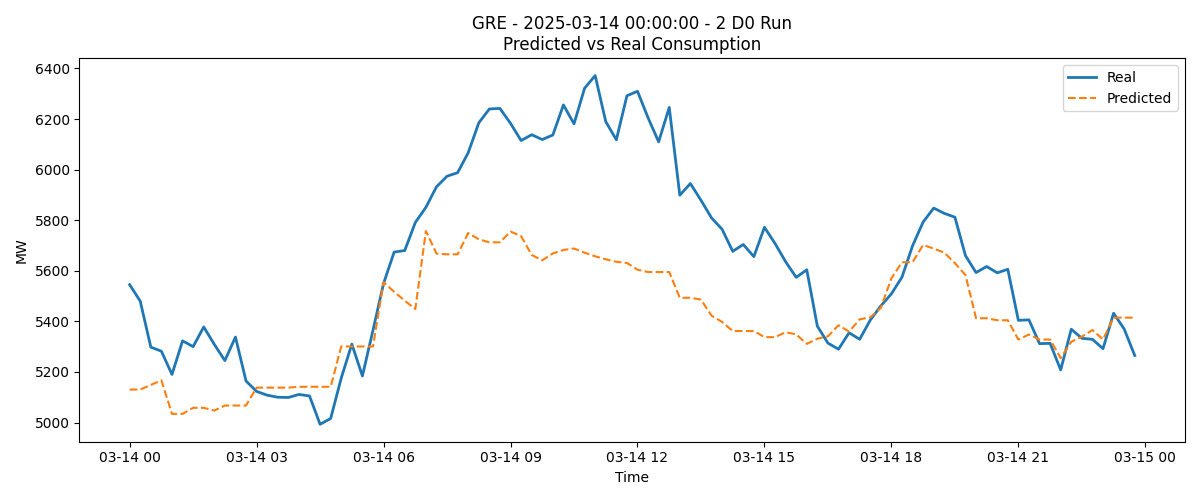 GRE - 2025-03-14 00:00:00 - 2 D0 Run
Predicted vs Real Consumption
Real
Predicted
MW
6400
6200
6000
5800
5600
5400
5200
5000
03-14 00
03-14 03
03-14 06
03-14 09
03-14 12
03-14 15
03-14 18
03-14 21
03-15 00
Time